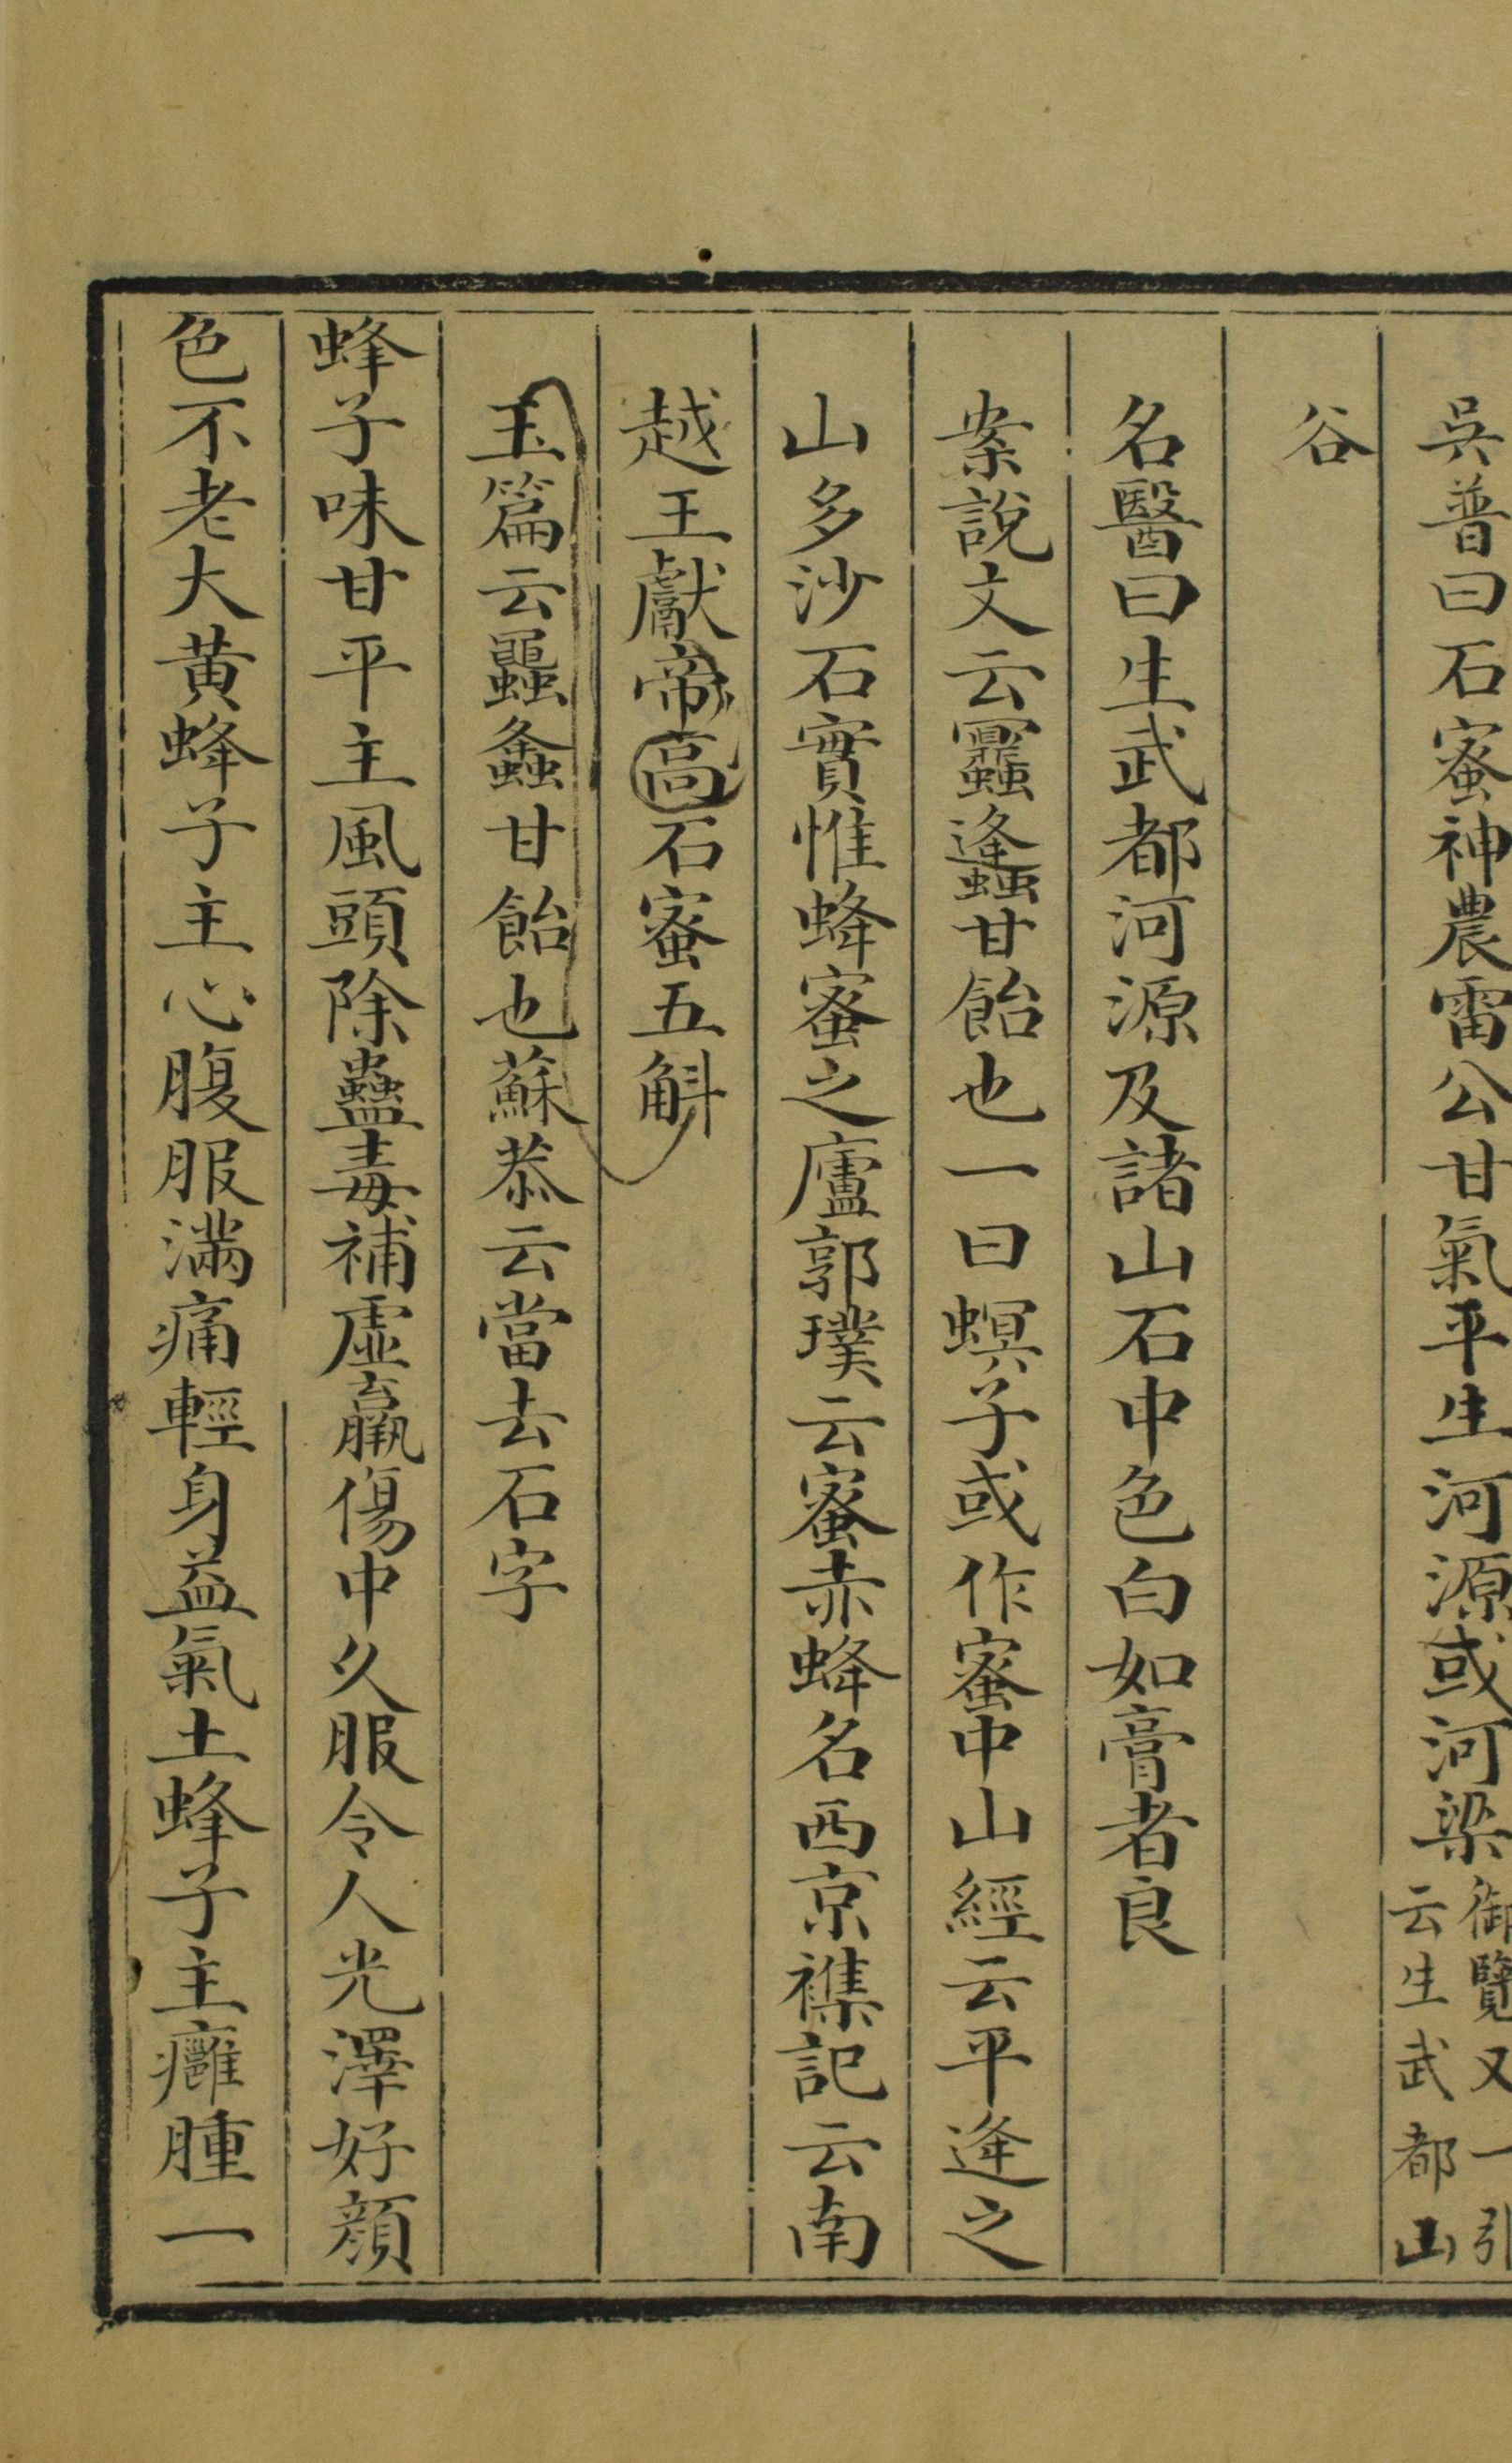 吳普曰石蜜神農雷公甘氣平生河源或河梁御覽又一引云生武都山
谷
名醫曰生武都河源及諸山石中色白如膏者良
案說文云𧖅𧓍甘飴也一曰螟子或作蜜中山經云平逢之
山多沙石實惟蜂蜜之廬郭璞云蜜赤蜂名西京襍記云南
越王獻帝高石蜜五斛
玉篇云蠠螽甘飴也蘇恭云當去石字
蜂子味甘平主風頭除蠱毒補虛羸傷中久服令人光澤好顏
色不老大黃蜂子主心腹服滿痛輕身益氣土蜂子主癰腫一